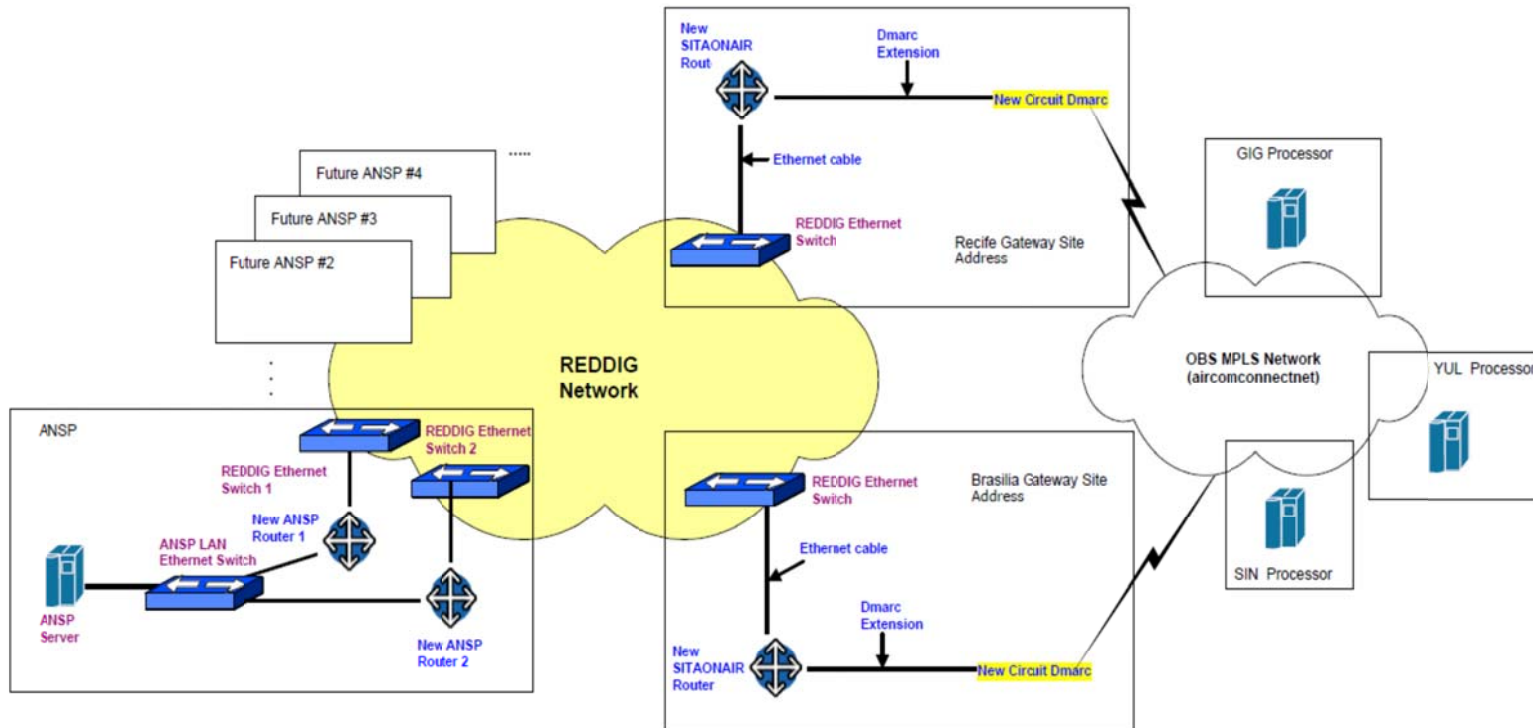 New
SITAONAIR
Rout
Dmarc
Extension
New Circuit Dmarc
Ethernet cable
REDDIG Ethernet
Switch
Recife Gateway Site
Address
.....
Future ANSP #4
Future ANSP #3
Future ANSP #2
GIG Processor
REDDIG
Network
OBS MPLS Network
(aircomconnectnet)
YUL Processor
SIN Processor
ANSP
REDDIG Ethernet
Switch 2
REDDIG Ethernet
Switch 1
New ANSP
Router 1
ANSP LAN
Ethernet Switch
ANSP
Server
New ANSP
Router 2
REDDIG Ethernet
Switch
Brasilia Gateway Site
Address
Ethernet cable
Dmarc
Extension
New
SITAONAIR
Router
New Circuit Dmarc